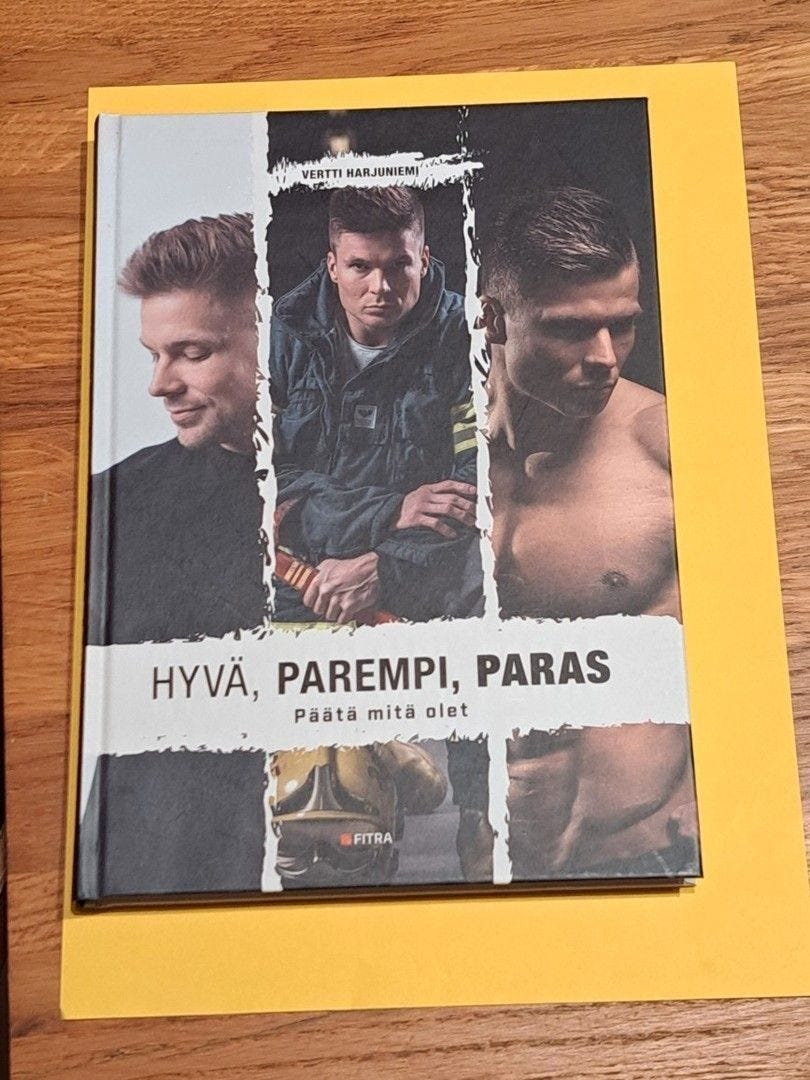 VERTTI HARJUNIEMI
HYVÄ, PAREMPI, PARAS
Päätä mitä olet
FITRA